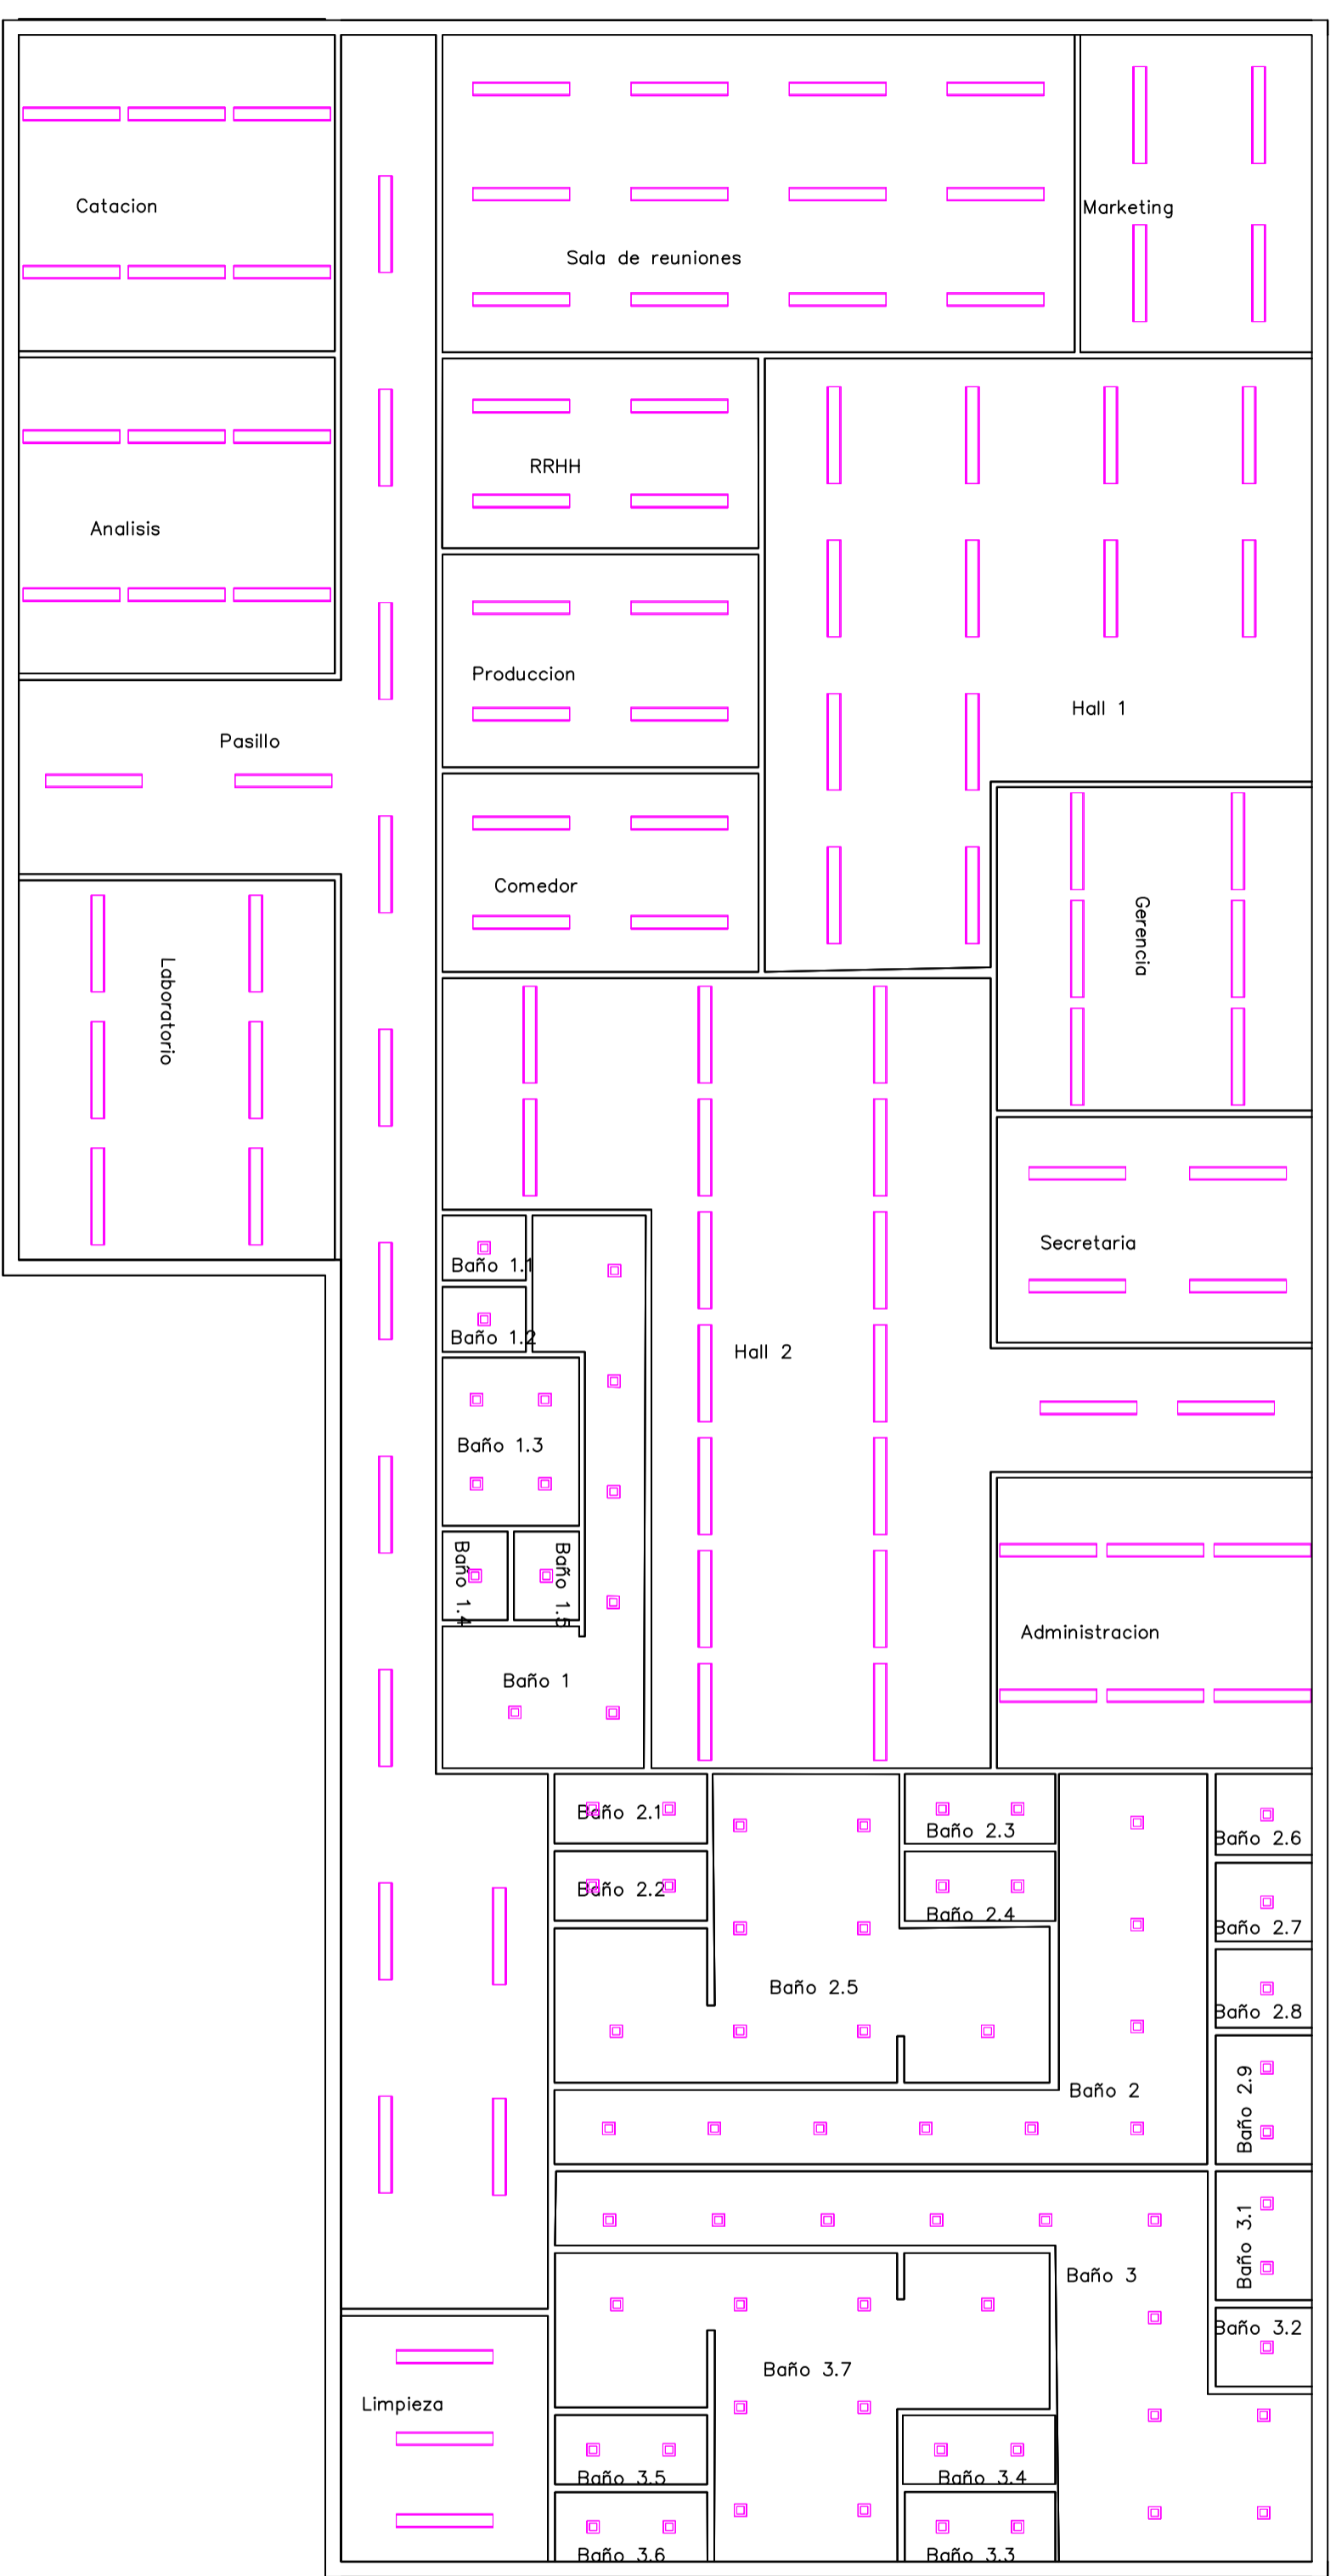 Catacion
Marketing
Sala de reuniones
RRHH
Analisis
Produccion
Hall 1
Pasillo
Comedor
Gerencia
Laboratorio
Secretaria
Baño 1.1
Baño 1.2
Hall 2
Baño 1.3
Baño 1.4
Baño 1.5
Administracion
Baño 1
Baño 2.1
Baño 2.3
Baño 2.6
Baño 2.2
Baño 2.4
Baño 2.7
Baño 2.5
Baño 2.8
Baño 2
Baño 2.9
Baño 3.1
Baño 3
Baño 3.2
Baño 3.7
Limpieza
Baño 3.5
Baño 3.4
Baño 3.6
Baño 3.3